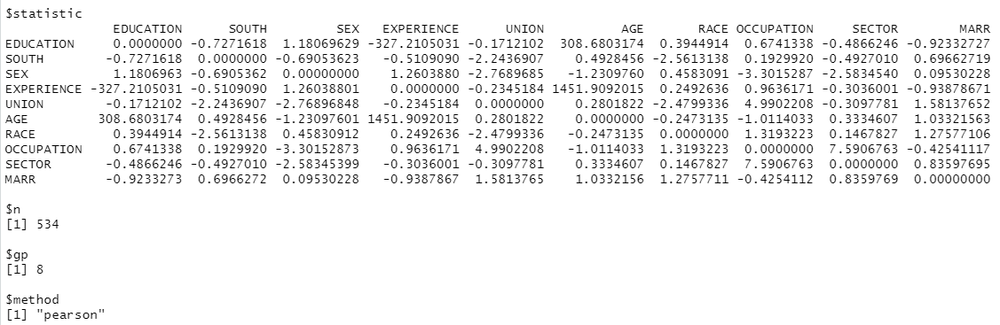 $statistic
EDUCATION SOUTH SEX EXPERIENCE UNION AGE RACE OCCUPATION SECTOR MARR
EDUCATION 0.0000000 -0.7271618 1.18069629 -327.2105031 -0.1712102 308.6803174 0.3944914 0.6741338 -0.4866246 -0.92332727
SOUTH -0.7271618 0.0000000 -0.69053623 -0.5109090 -2.2436907 0.4928456 -2.5613138 0.1929920 -0.4927010 0.69662719
SEX 1.1806963 -0.6905362 0.00000000 1.2603880 -2.7689685 -1.2309760 0.4583091 -3.3015287 -2.5834540 0.09530228
EXPERIENCE -327.2105031 -0.5109090 1.26038801 0.0000000 -0.2345184 1451.9092015 0.2492636 0.9636171 -0.3036001 -0.93878671
UNION -0.1712102 -2.2436907 -2.76896848 -0.2345184 0.0000000 0.2801822 -2.4799336 4.9902208 -0.3097781 1.58137652
AGE 308.6803174 0.4928456 -1.23097601 1451.9092015 0.2801822 0.0000000 -0.2473135 -1.0114033 0.3334607 1.03321563
RACE 0.3944914 -2.5613138 0.45830912 0.2492636 -2.4799336 -0.2473135 0.0000000 1.3193223 0.1467827 1.27577106
OCCUPATION 0.6741338 0.1929920 -3.30152873 0.9636171 4.9902208 -1.0114033 1.3193223 0.0000000 7.5906763 -0.42541117
SECTOR -0.4866246 -0.4927010 -2.58345399 -0.3036001 -0.3097781 0.3334607 0.1467827 7.5906763 0.0000000 0.83597695
MARR -0.9233273 0.6966272 0.09530228 -0.9387867 1.5813765 1.0332156 1.2757711 -0.4254112 0.8359769 0.00000000
$n
[1] 534
$gp
[1] 8
$method
[1] "pearson"